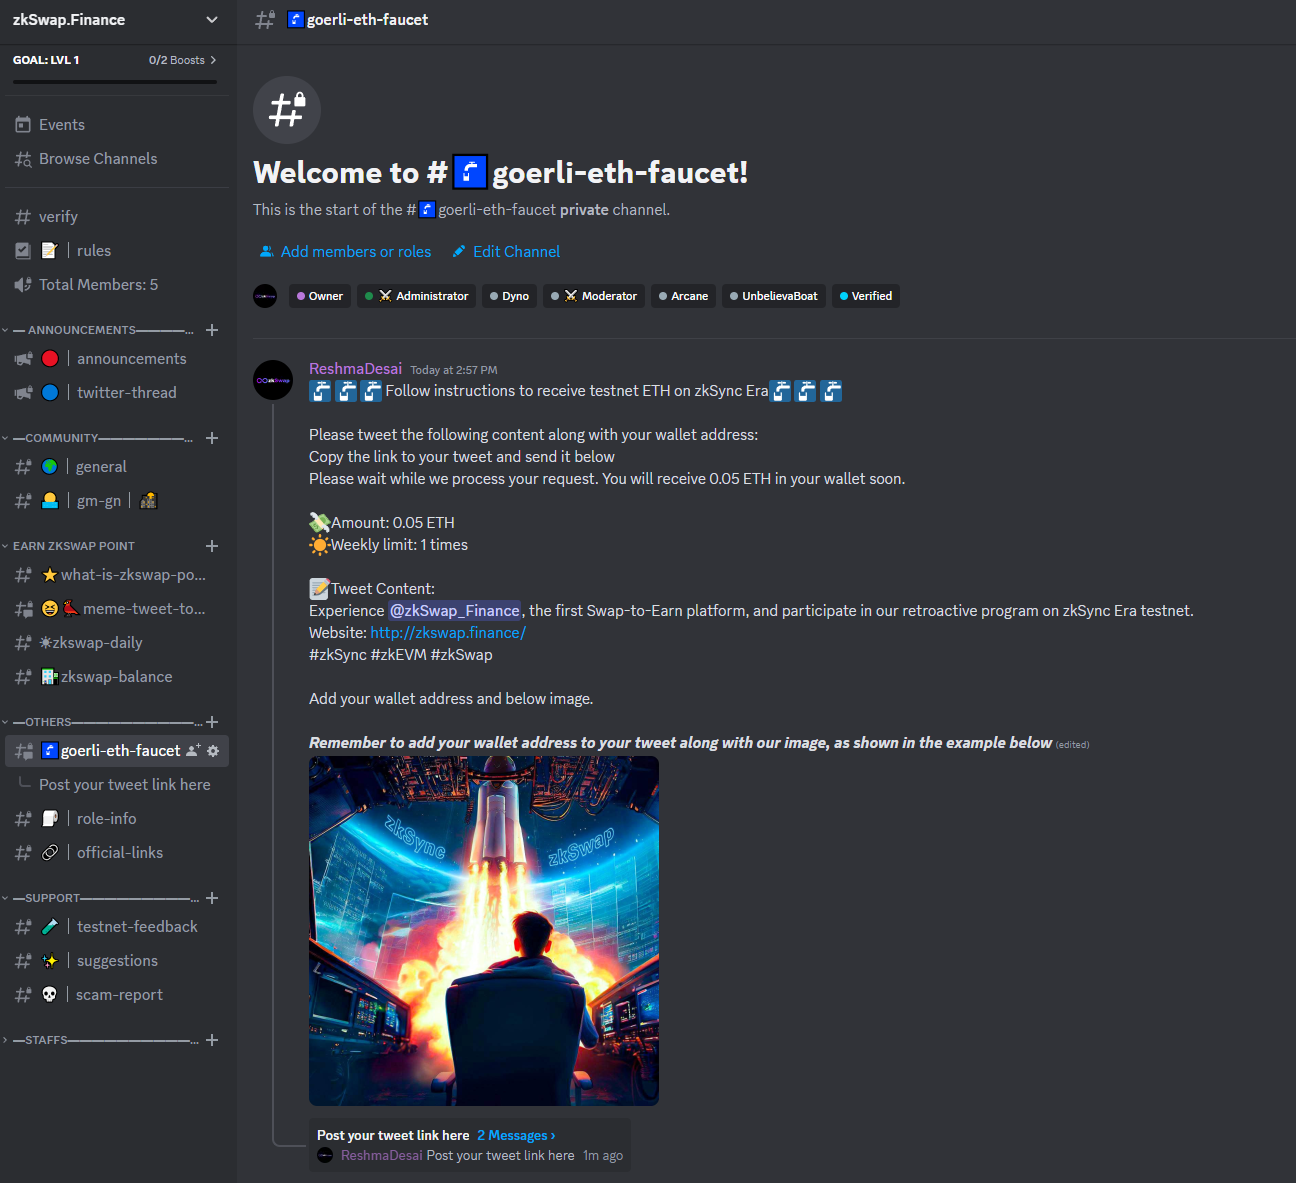 zkSwap.Finance
GOAL: LVL 1
0/2 Boosts
Events
Browse Channels
verify
rules
Total Members: 5
ANNOUNCEMENTS
announcements
twitter-thread
COMMUNITY
general
gm-gn
EARN ZKSWAP POINT
what-is-zkswap-po...
meme-tweet-to...
zkswap-daily
zkswap-balance
OTHERS
goerli-eth-faucet
Post your tweet link here
role-info
official-links
SUPPORT
testnet-feedback
suggestions
scam-report
STAFFS
goerli-eth-faucet
Welcome to # goerli-eth-faucet!
This is the start of the # goerli-eth-faucet private channel.
Add members or roles Edit Channel
Owner Administrator Dyno Moderator Arcane UnbelievaBoat Verified
ReshmaDesai Today at 2:57 PM
Follow instructions to receive testnet ETH on zkSync Era
Please tweet the following content along with your wallet address:
Copy the link to your tweet and send it below
Please wait while we process your request. You will receive 0.05 ETH in your wallet soon.
Amount: 0.05 ETH
Weekly limit: 1 times
Tweet Content:
Experience @zkSwap_Finance, the first Swap-to-Earn platform, and participate in our retroactive program on zkSync Era testnet.
Website: http://zkswap.finance/
#zkSync #zkEVM #zkSwap
Add your wallet address and below image.
Remember to add your wallet address to your tweet along with our image, as shown in the example below (edited)
zkSync
zkSwap
Post your tweet link here 2 Messages ›
ReshmaDesai Post your tweet link here 1m ago